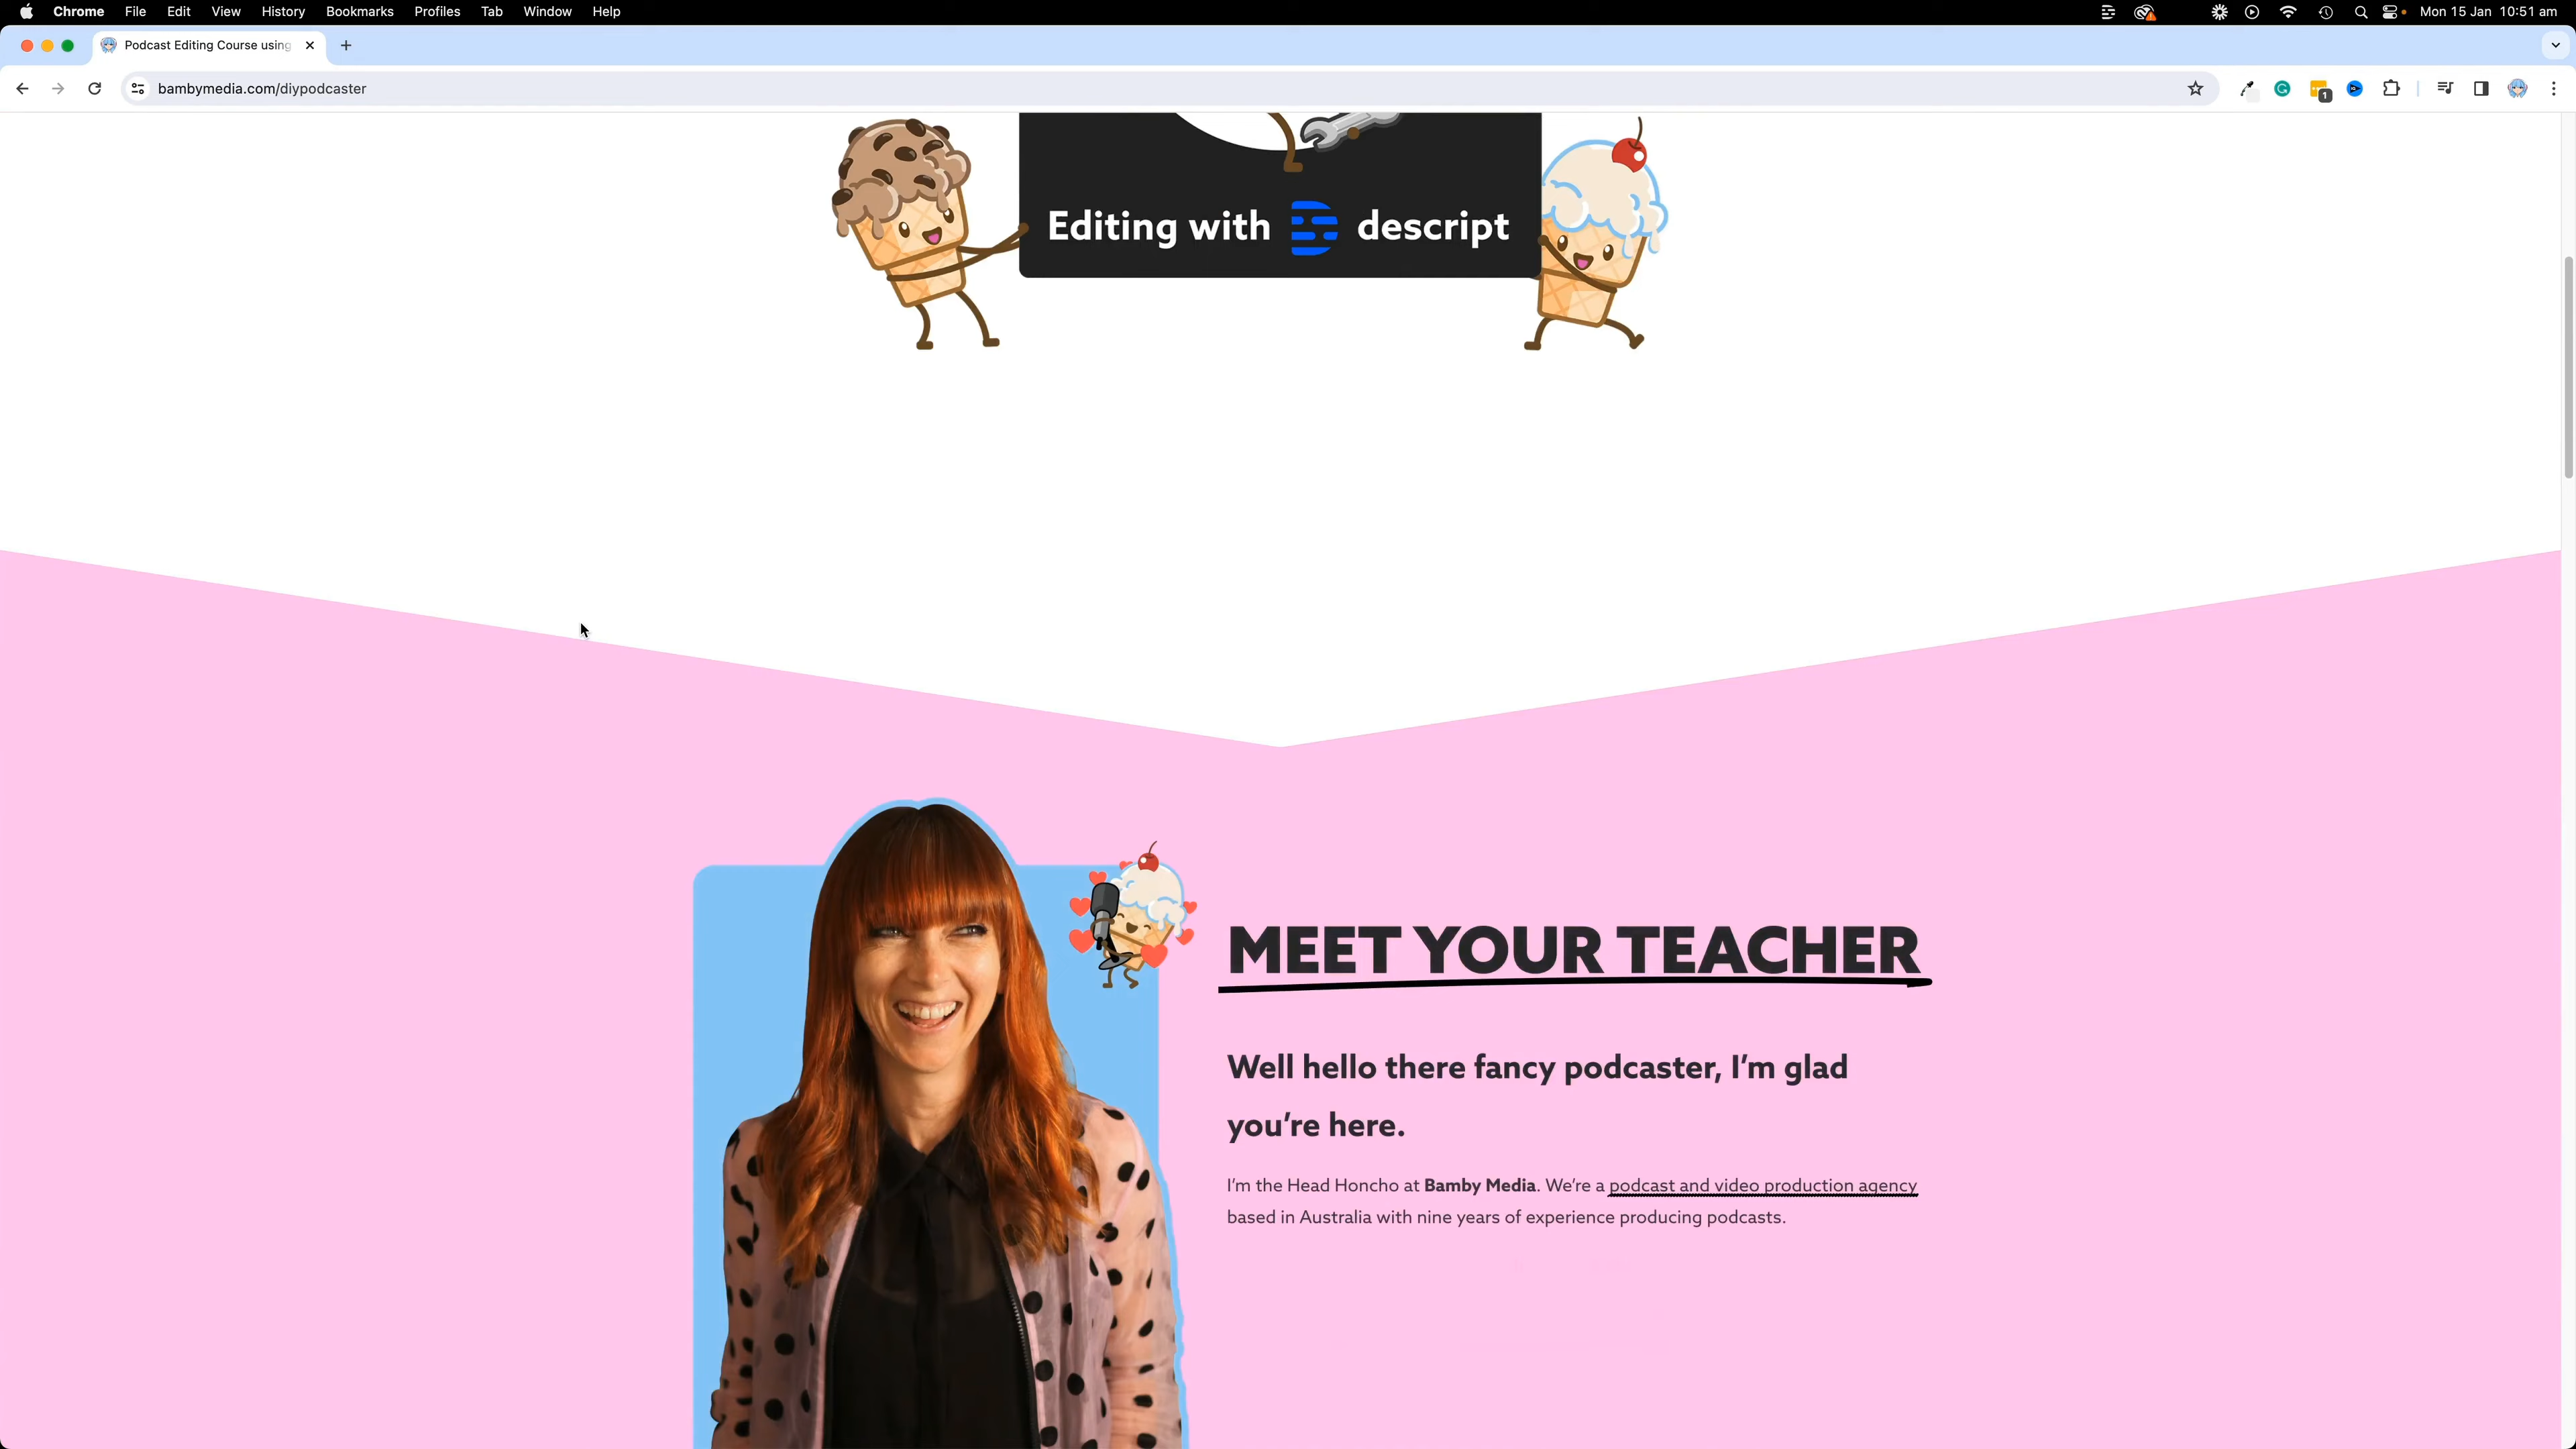 Chrome File Edit View History Bookmarks Profiles Tab Window Help Mon 15 Jan 10:51 am
Podcast Editing Course using
bambymedia.com/diypodcaster
1
Editing with descript
MEET YOUR TEACHER
Well hello there fancy podcaster, I'm glad
you're here.
I'm the Head Honcho at Bamby Media. We're a podcast and video production agency
based in Australia with nine years of experience producing podcasts.